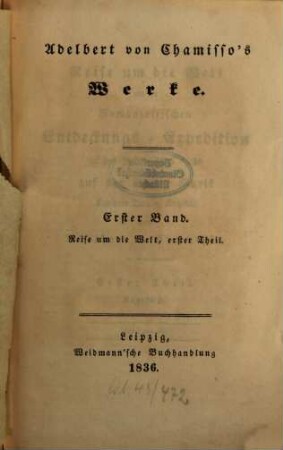 Adelbert von Chamisso's
Werke.
Erster Band.
Reise um die Welt, erster Theil.
Leipzig,
Weidmann'sche Buchhandlung
1836.